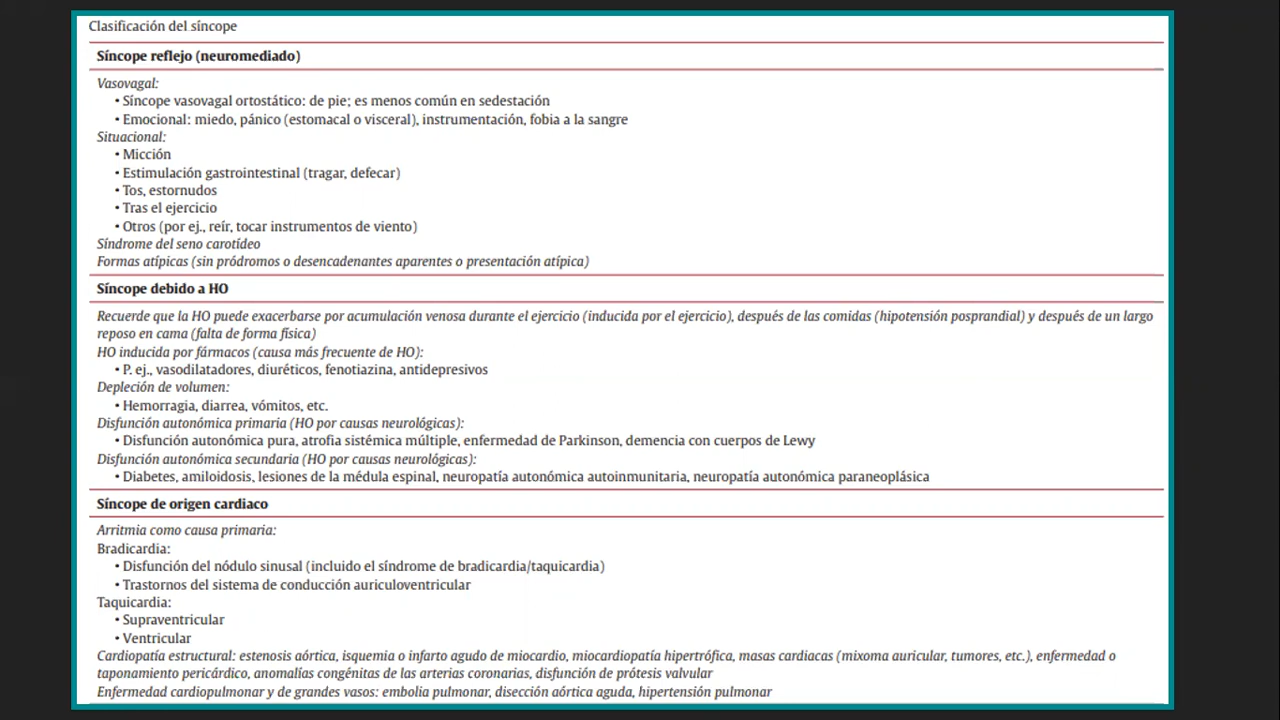 Clasificación del síncope
Síncope reflejo (neuromediado)
Vasovagal:
• Síncope vasovagal ortostático: de pie; es menos común en sedestación
• Emocional: miedo, pánico (estomacal o visceral), instrumentación, fobia a la sangre
Situacional:
• Micción
• Estimulación gastrointestinal (tragar, defecar)
• Tos, estornudos
• Tras el ejercicio
• Otros (por ej., reír, tocar instrumentos de viento)
Síndrome del seno carotídeo
Formas atípicas (sin pródromos o desencadenantes aparentes o presentación atípica)
Síncope debido a HO
Recuerde que la HO puede exacerbarse por acumulación venosa durante el ejercicio (inducida por el ejercicio), después de las comidas (hipotensión posprandial) y después de un largo
reposo en cama (falta de forma física)
HO inducida por fármacos (causa más frecuente de HO):
• P. ej., vasodilatadores, diuréticos, fenotiazina, antidepresivos
Depleción de volumen:
• Hemorragia, diarrea, vómitos, etc.
Disfunción autonómica primaria (HO por causas neurológicas):
• Disfunción autonómica pura, atrofia sistémica múltiple, enfermedad de Parkinson, demencia con cuerpos de Lewy
Disfunción autonómica secundaria (HO por causas neurológicas):
• Diabetes, amiloidosis, lesiones de la médula espinal, neuropatía autonómica autoinmunitaria, neuropatía autonómica paraneoplásica
Síncope de origen cardiaco
Arritmia como causa primaria:
Bradicardia:
• Disfunción del nódulo sinusal (incluido el síndrome de bradicardia/taquicardia)
• Trastornos del sistema de conducción auriculoventricular
Taquicardia:
• Supraventricular
• Ventricular
Cardiopatía estructural: estenosis aórtica, isquemia o infarto agudo de miocardio, miocardiopatía hipertrófica, masas cardiacas (mixoma auricular, tumores, etc.), enfermedad o
taponamiento pericárdico, anomalías congénitas de las arterias coronarias, disfunción de prótesis valvular
Enfermedad cardiopulmonar y de grandes vasos: embolia pulmonar, disección aórtica aguda, hipertensión pulmonar